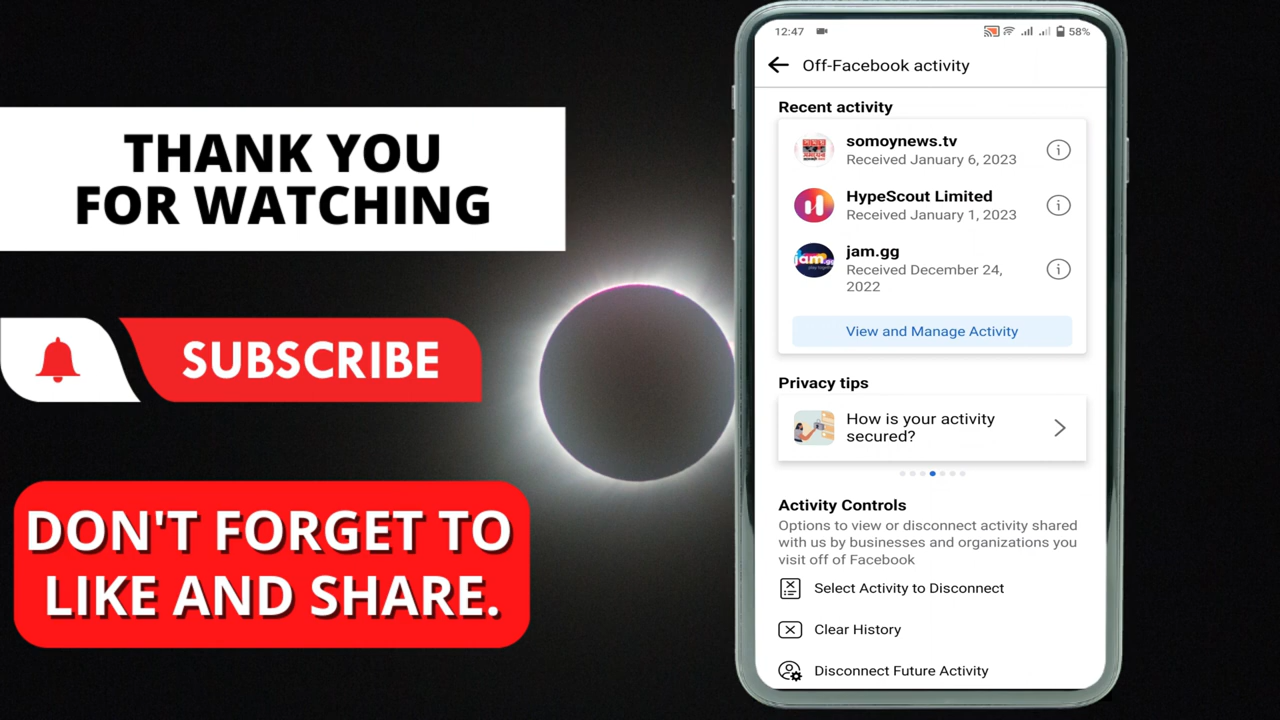 THANK YOU
FOR WATCHING
SUBSCRIBE
DON'T FORGET TO
LIKE AND SHARE.
12:47
58%
Off-Facebook activity
Recent activity
somoynews.tv
Received January 6, 2023
HypeScout Limited
Received January 1, 2023
jam.gg
jam.gg
Received December 24,
2022
View and Manage Activity
Privacy tips
How is your activity
secured?
Activity Controls
Options to view or disconnect activity shared
with us by businesses and organizations you
visit off of Facebook
Select Activity to Disconnect
Clear History
Disconnect Future Activity